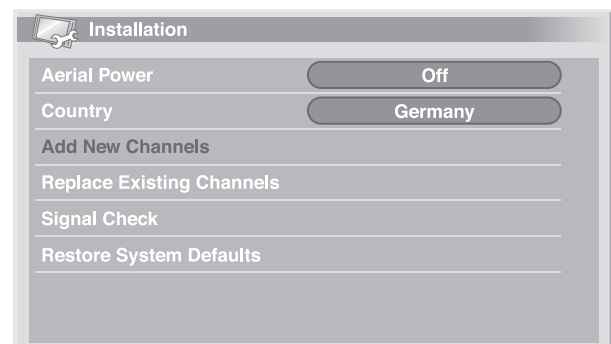 Installation
Aerial Power Off
Country Germany
Add New Channels
Replace Existing Channels
Signal Check
Restore System Defaults